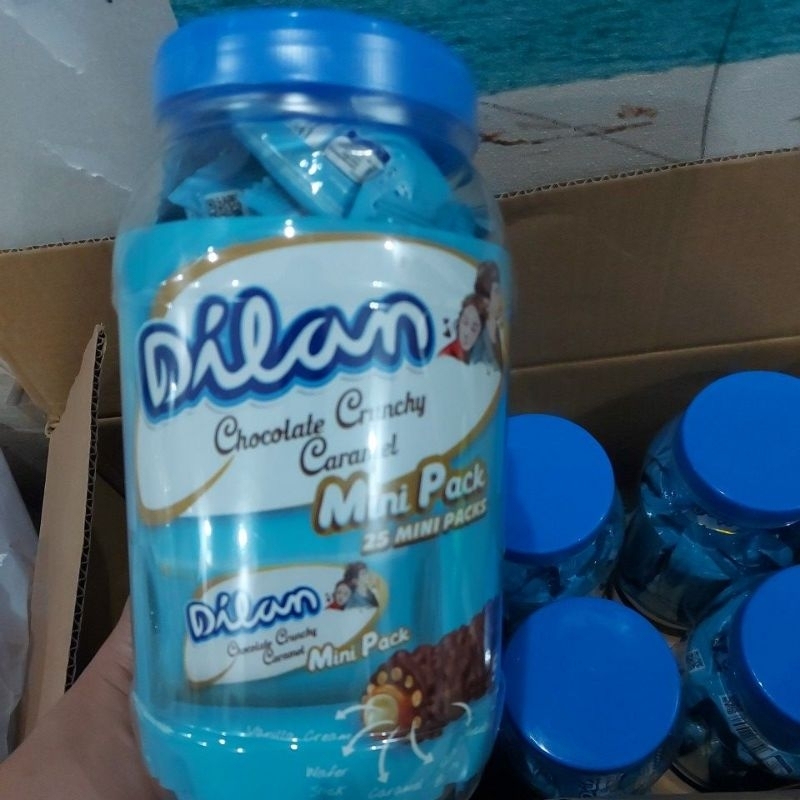 Dilan
Chocolate Crunchy
Caramel
Mini Pack
25 MINI PACKS
Dilan
Chocolate Crunchy
Caramel
Mini Pack
Vanilla Cream
Wafer
Stick
Caramel